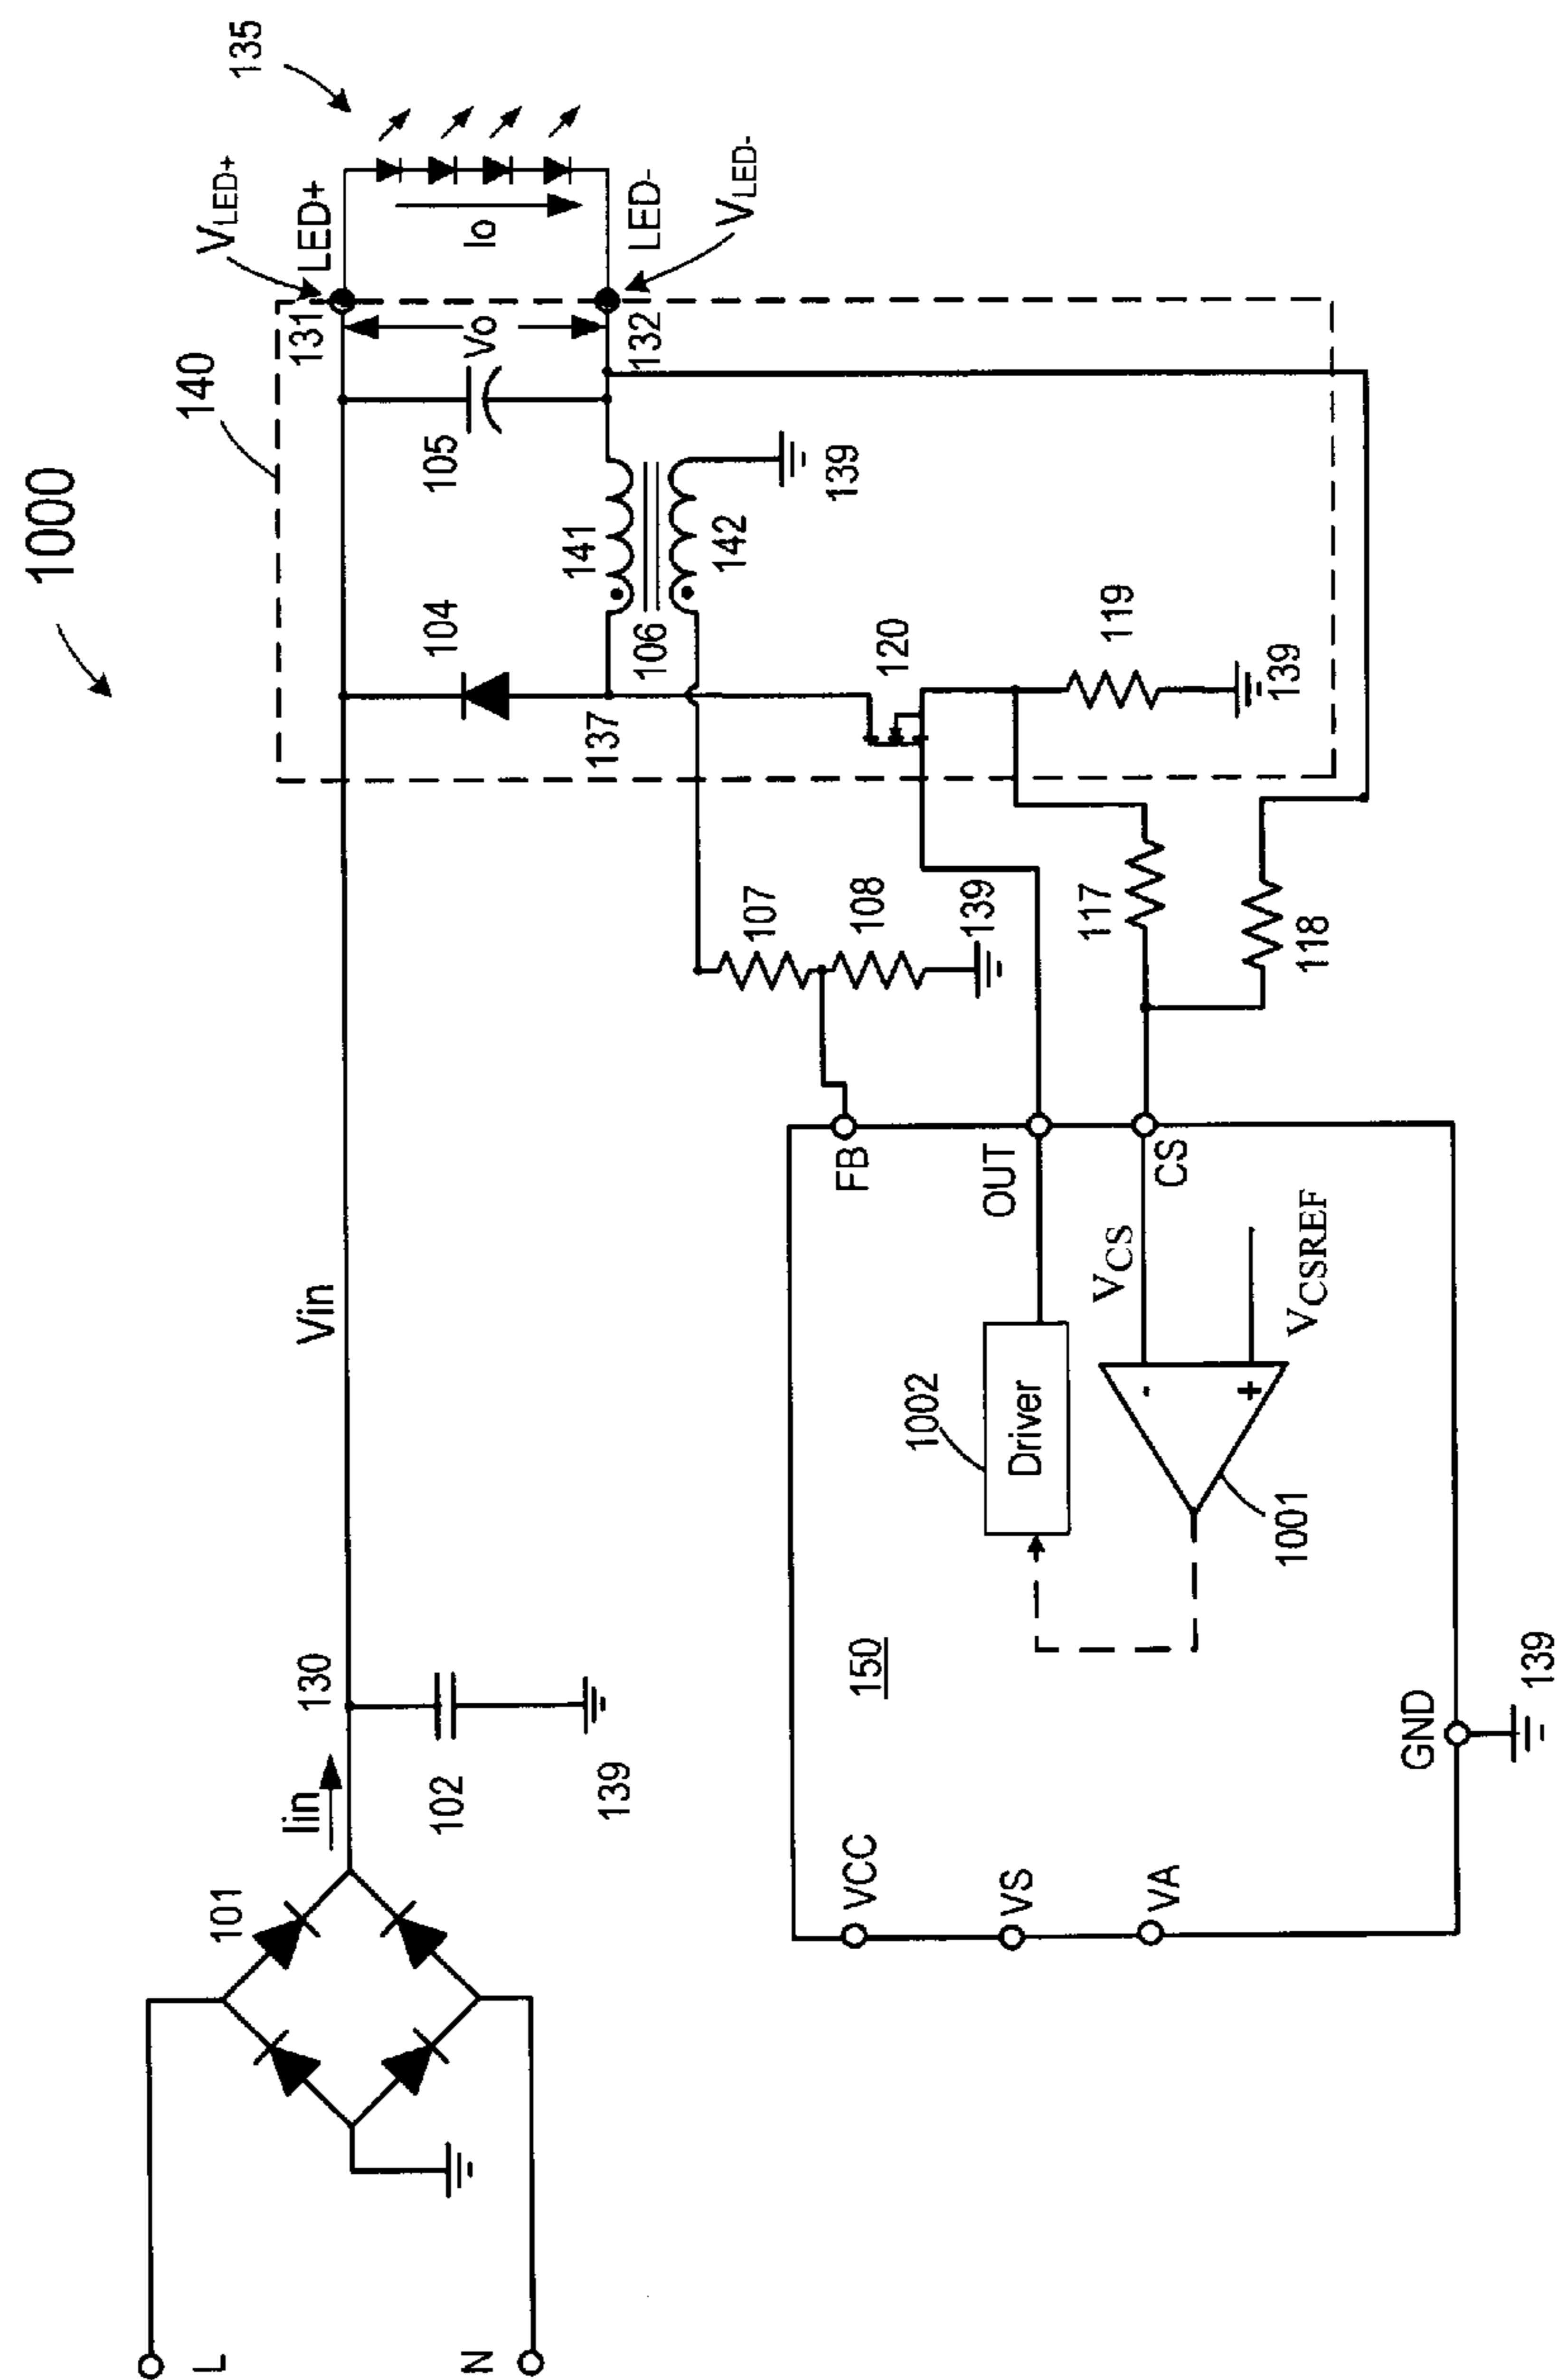 1000
140
135
VLED+
LED+
131
Vo
Io
132
LED-
VLED-
105
104
141
106
142
139
137
120
119
139
Vin
130
Iin
101
102
139
L
N
107
108
139
117
118
FB
OUT
CS
VCS
VCSREF
1002
Driver
-
+
1001
150
VCC
VS
VA
GND
139